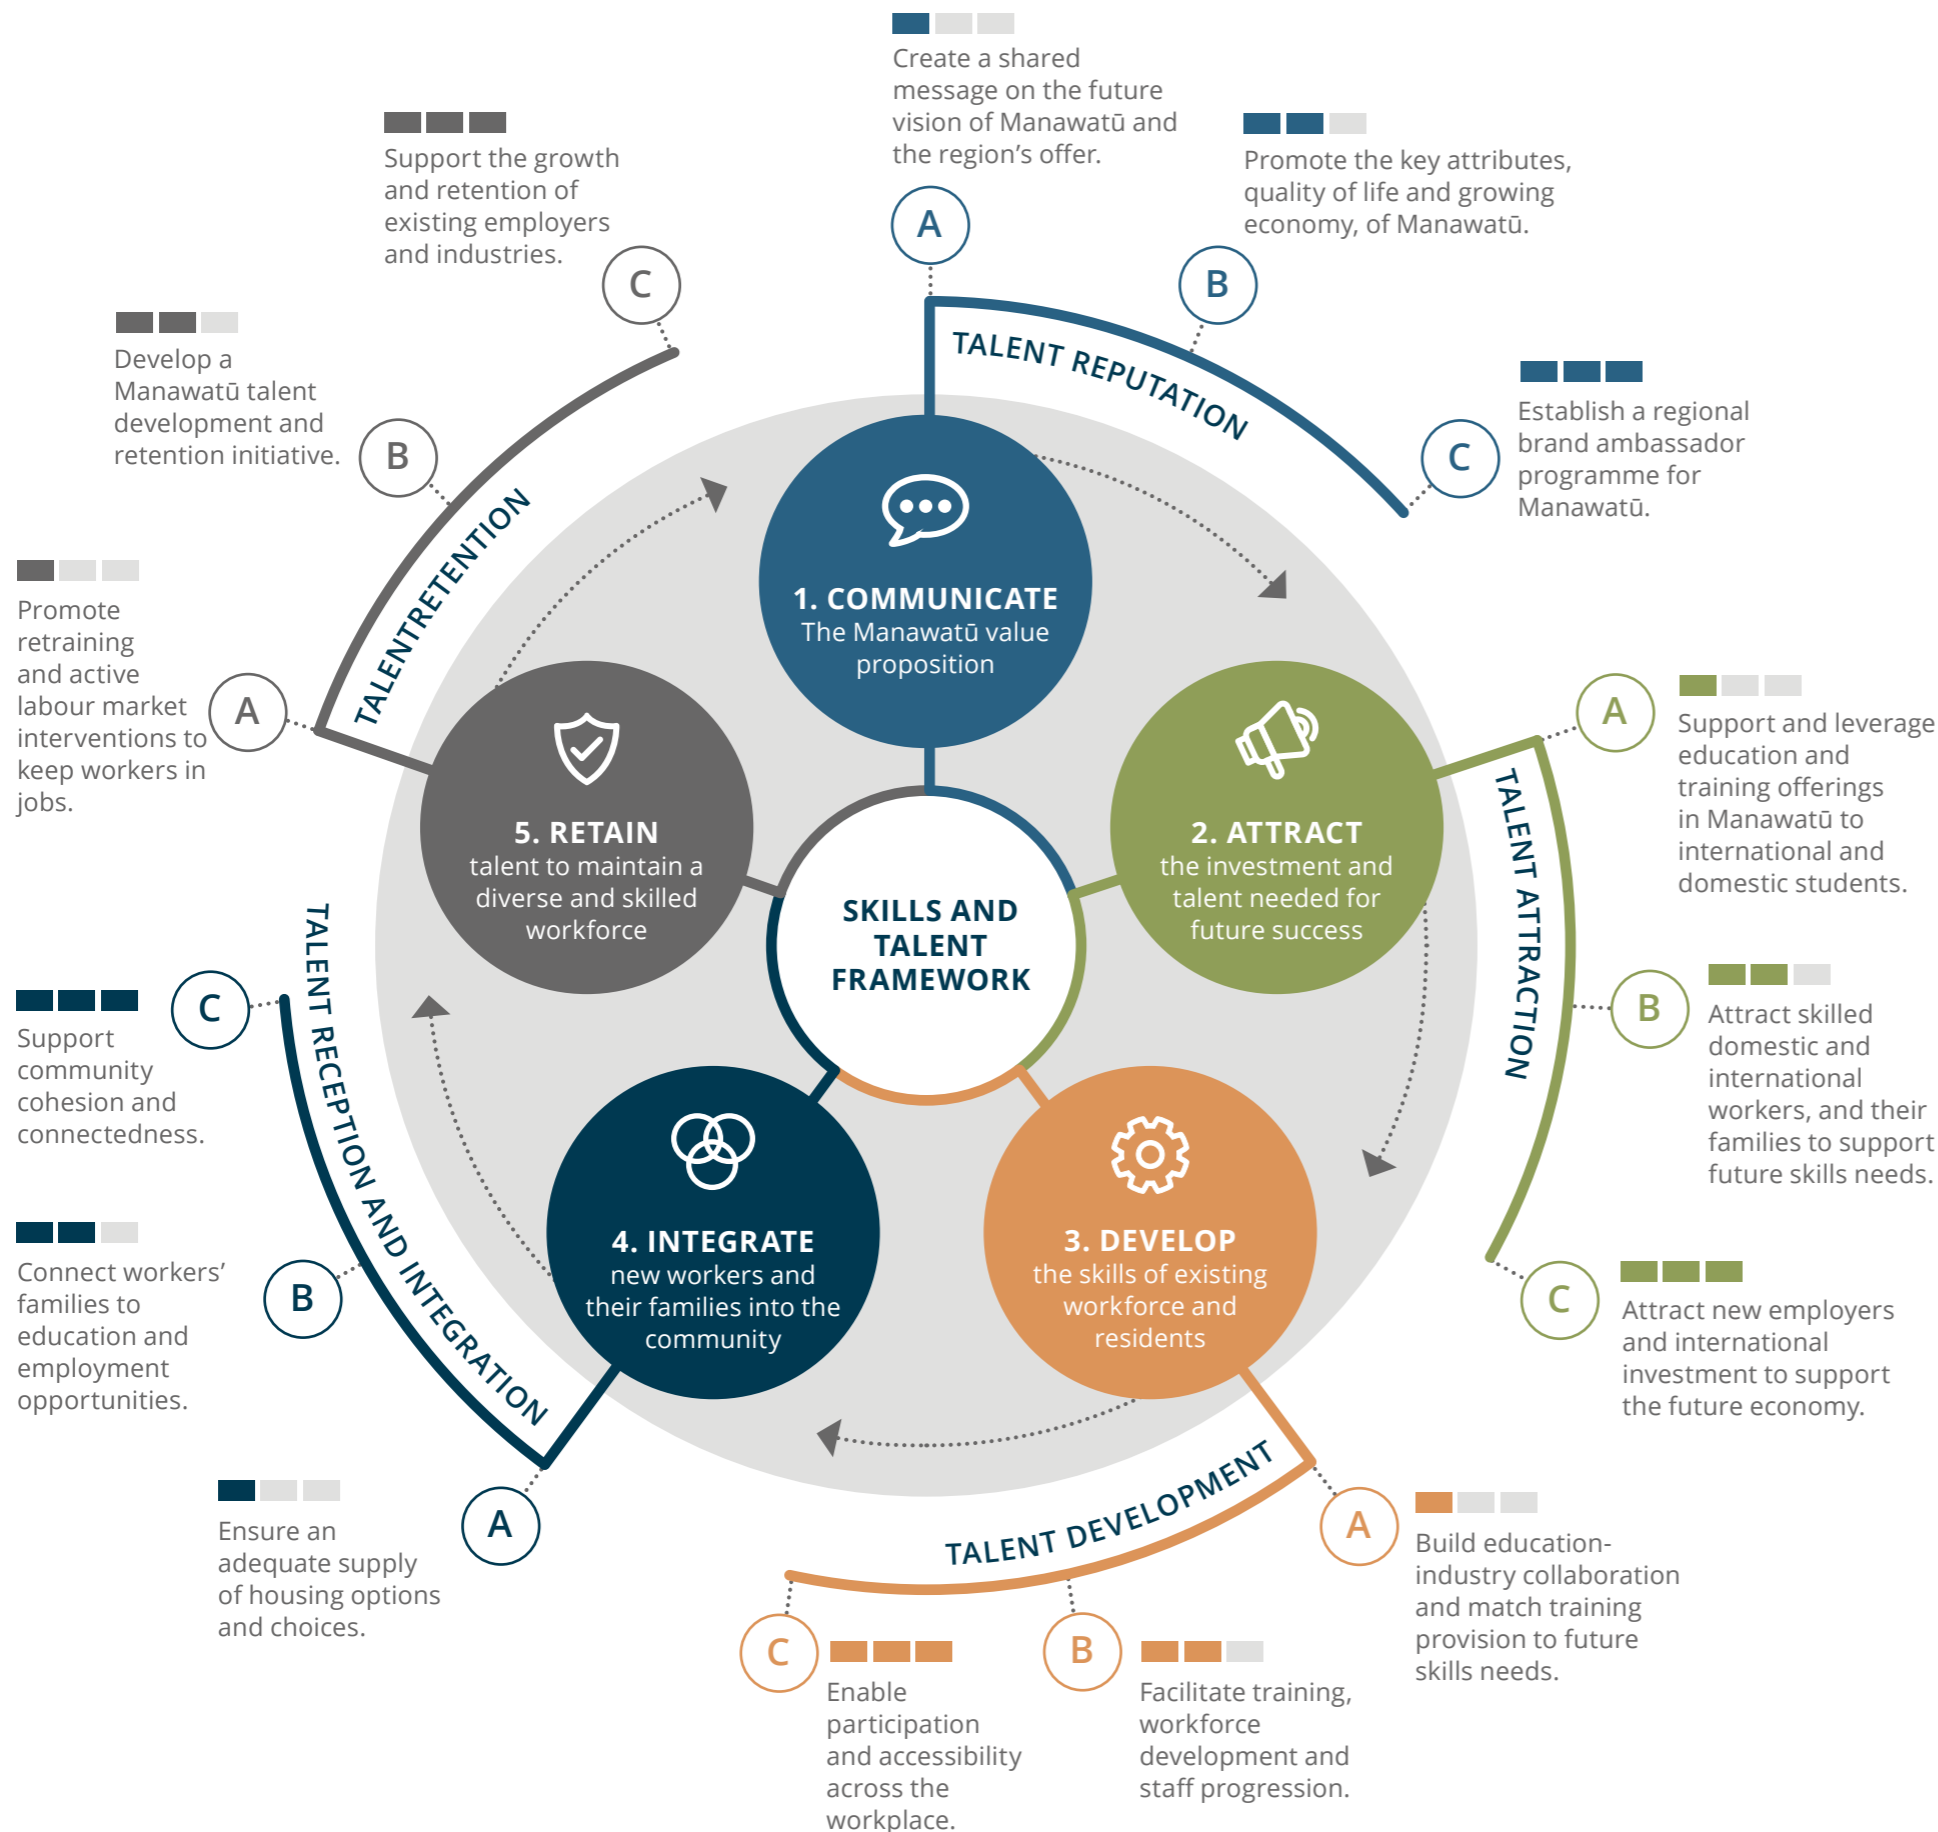 SKILLS AND
TALENT
FRAMEWORK
1. COMMUNICATE
The Manawatū value
proposition
TALENT REPUTATION
A
Create a shared
message on the future
vision of Manawatū and
the region's offer.
B
Promote the key attributes,
quality of life and growing
economy, of Manawatū.
C
Establish a regional
brand ambassador
programme for
Manawatū.
2. ATTRACT
the investment and
talent needed for
future success
TALENT ATTRACTION
A
Support and leverage
education and
training offerings
in Manawatū to
international and
domestic students.
B
Attract skilled
domestic and
international
workers, and their
families to support
future skills needs.
C
Attract new employers
and international
investment to support
the future economy.
3. DEVELOP
the skills of existing
workforce and
residents
TALENT DEVELOPMENT
A
Build education-
industry collaboration
and match training
provision to future
skills needs.
B
Facilitate training,
workforce
development and
staff progression.
C
Enable
participation
and accessibility
across the
workplace.
4. INTEGRATE
new workers and
their families into the
community
TALENT RECEPTION AND INTEGRATION
A
Ensure an
adequate supply
of housing options
and choices.
B
Connect workers'
families to
education and
employment
opportunities.
C
Support
community
cohesion and
connectedness.
5. RETAIN
talent to maintain a
diverse and skilled
workforce
TALENTRETENTION
A
Promote
retraining
and active
labour market
interventions to
keep workers in
jobs.
B
Develop a
Manawatū talent
development and
retention initiative.
C
Support the growth
and retention of
existing employers
and industries.